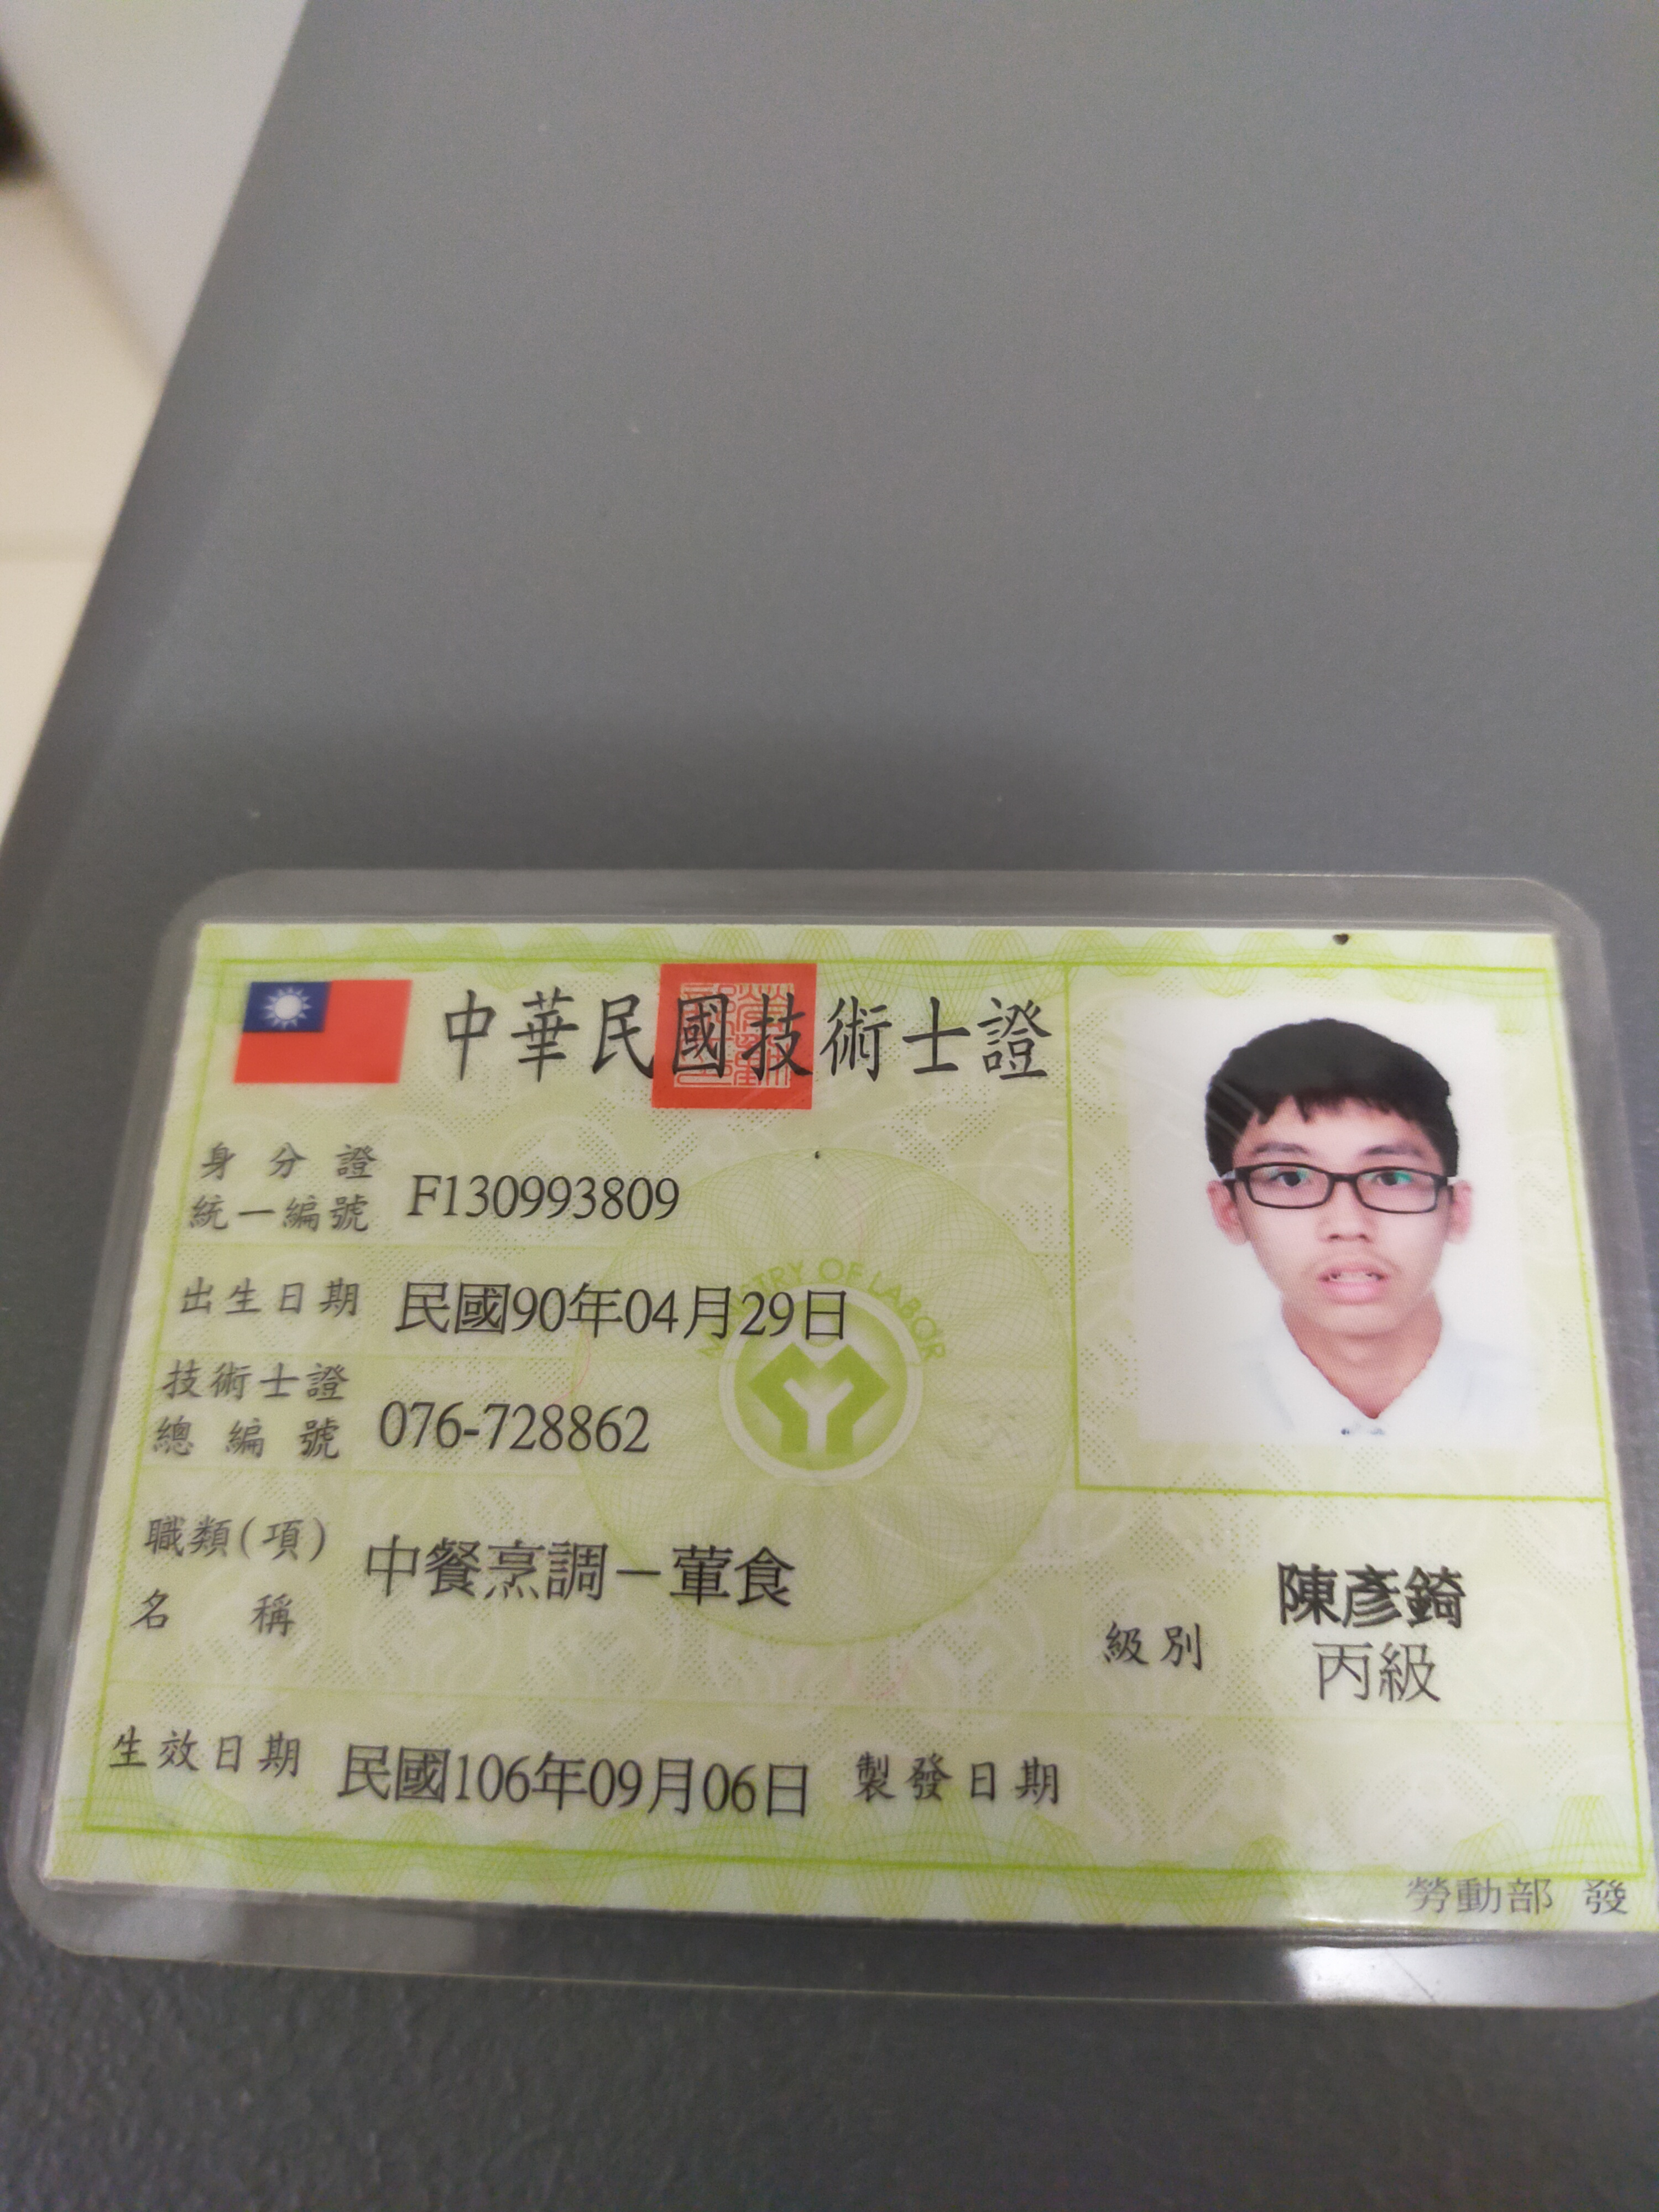 中華民國技術士證
身分證
統一編號 F130993809
出生日期 民國90年04月29日
MINISTRY OF LABOR
技術士證
總編號 076-728862
職類(項)
名稱 中餐烹調－葷食
陳彥錡
級別 丙級
生效日期 民國106年09月06日 製發日期
勞動部 發